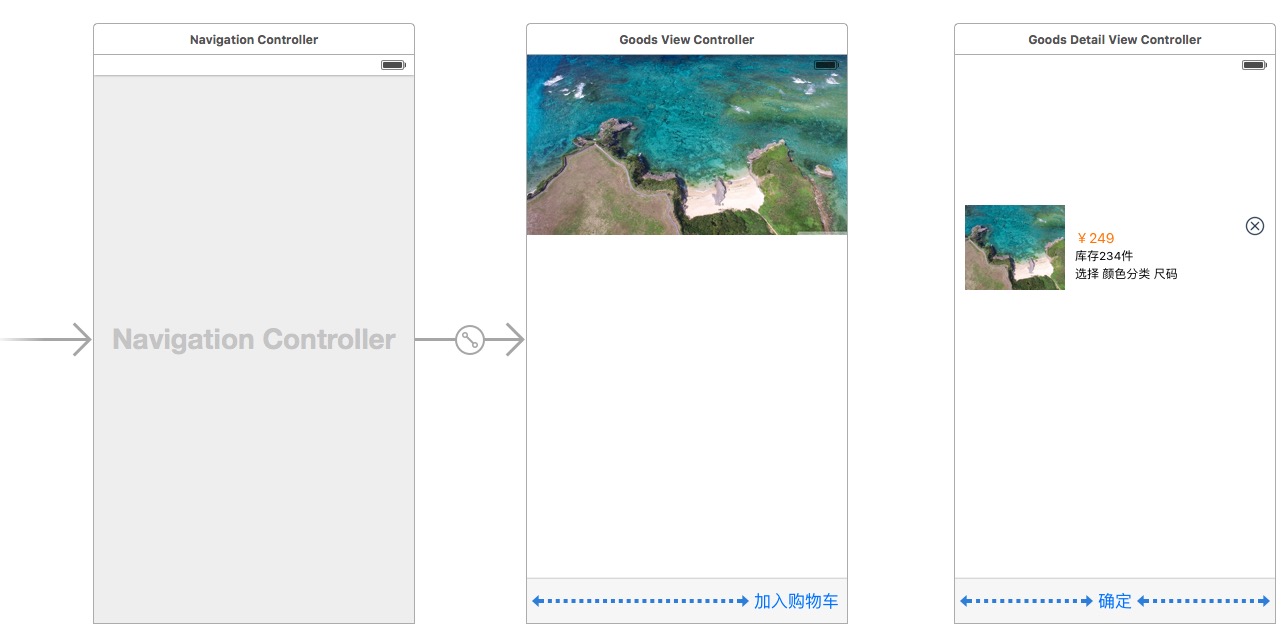 Navigation Controller
Goods View Controller
Goods Detail View Controller
Navigation Controller
¥249
库存234件
选择 颜色分类 尺码
加入购物车
确定